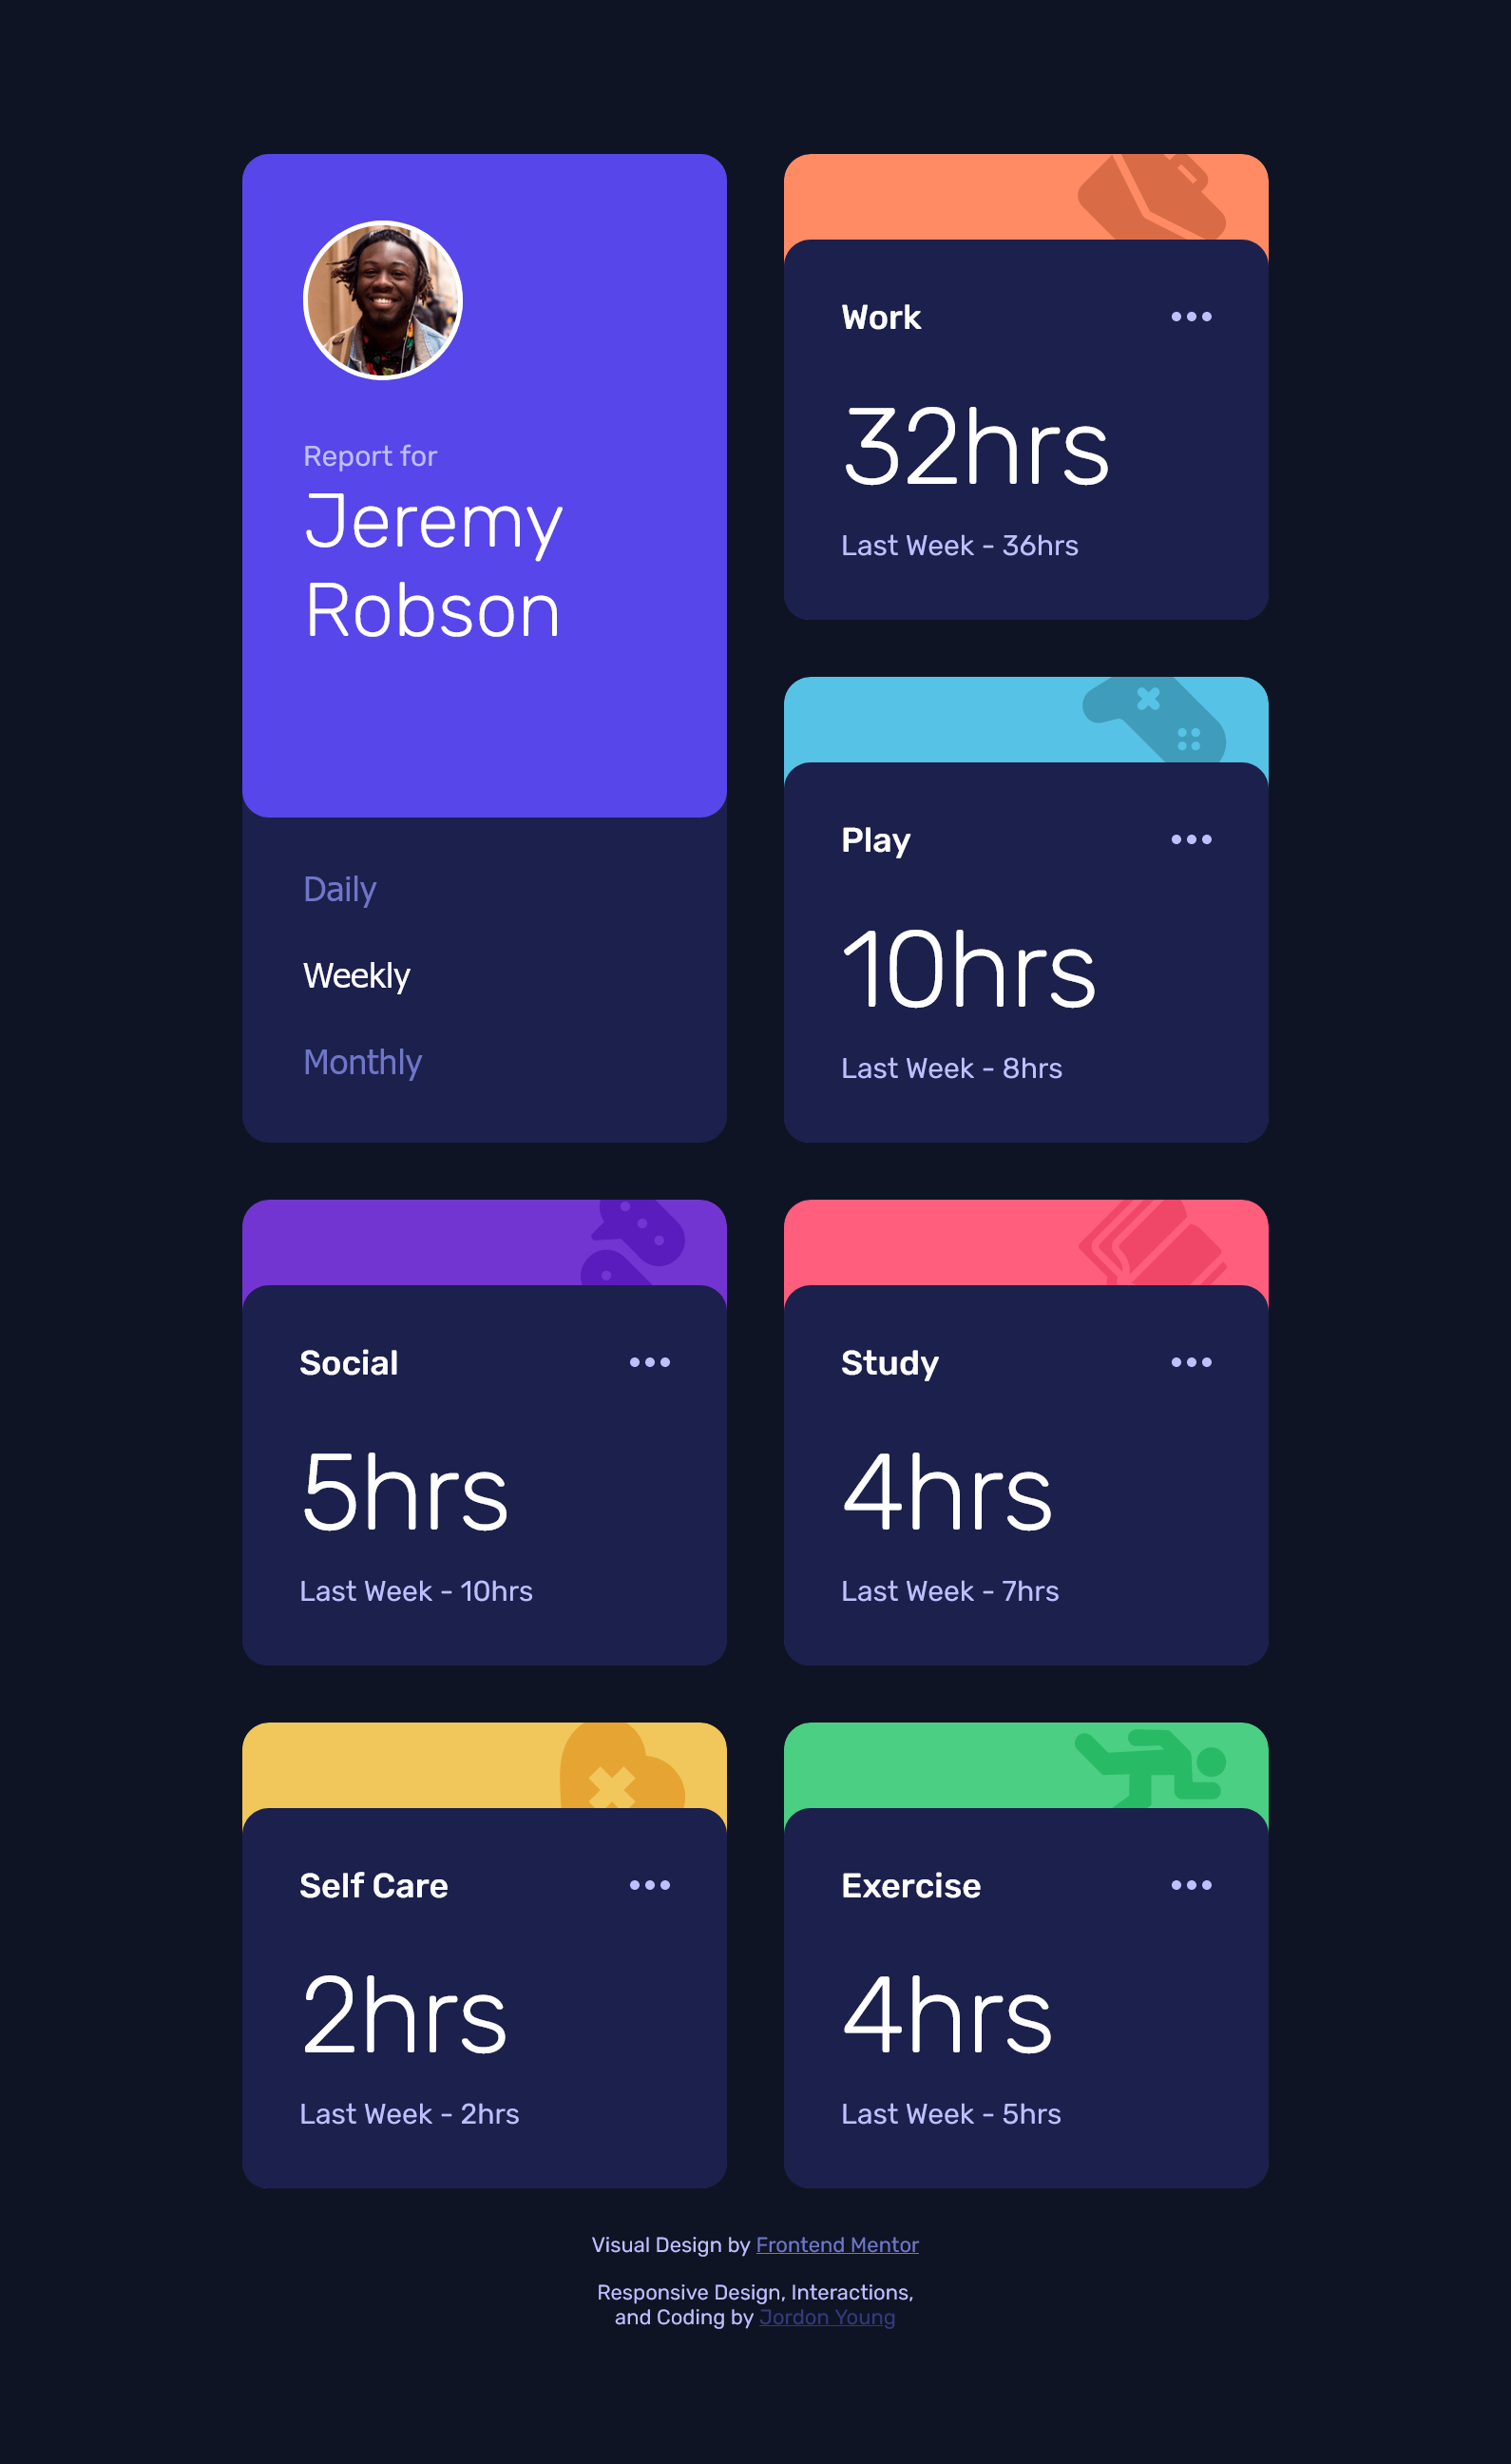 Report for
Jeremy
Robson
Daily
Weekly
Monthly
Work
32hrs
Last Week - 36hrs
Play
10hrs
Last Week - 8hrs
Social
5hrs
Last Week - 10hrs
Study
4hrs
Last Week - 7hrs
Self Care
2hrs
Last Week - 2hrs
Exercise
4hrs
Last Week - 5hrs
Visual Design by Frontend Mentor
Responsive Design, Interactions,
and Coding by Jordon Young